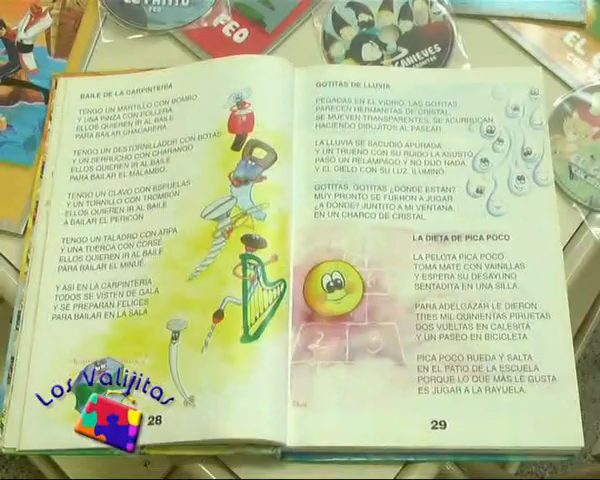 EL PATITO
FEO
FEO
CANIEVES
BAILE DE LA CARPINTERÍA
TENGO UN MARTILLO CON BOMBO
Y UNA PINZA CON POLLERA
ELLOS QUIEREN IR AL BAILE
PARA BAILAR CHACARERA
TENGO UN DESTORNILLADOR CON BOTAS
Y UN SERRUCHO CON CHARANGO
ELLOS QUIEREN IR AL BAILE
PARA BAILAR EL MALAMBO.
TENGO UN CLAVO CON ESPUELAS
Y UN TORNILLO CON TROMBÓN
ELLOS QUIEREN IR AL BAILE
A BAILAR EL PERICÓN
TENGO UN TALADRO CON ARPA
Y UNA TUERCA CON CORSÉ
ELLOS QUIEREN IR AL BAILE
PARA BAILAR EL MINUÉ.
Y ASÍ EN LA CARPINTERÍA
TODOS SE VISTEN DE GALA
Y SE PREPARAN FELICES
PARA BAILAR EN LA SALA
28
Los Valijitas
GOTITAS DE LLUVIA
PEGADAS EN EL VIDRIO, LAS GOTITAS,
PARECEN HERMANITAS DE CRISTAL.
SE MUEVEN TRANSPARENTES, SE ACURRUCAN
HACIENDO DIBUJITOS AL PASEAR.
LA LLUVIA SE SACUDIÓ APURADA
Y UN TRUENO CON SU RUIDO LA ASUSTÓ
PASÓ UN RELÁMPAGO Y NO DIJO NADA
Y EL CIELO CON SU LUZ, ILUMINÓ.
GOTITAS, GOTITAS ¿DÓNDE ESTÁN?
MUY PRONTO SE FUERON A JUGAR
¿A DÓNDE? JUNTITO A MI VENTANA,
EN UN CHARCO DE CRISTAL.
LA DIETA DE PICA POCO
LA PELOTA PICA POCO
TOMA MATE CON VAINILLAS
Y ESPERA SU DESAYUNO
SENTADITA EN UNA SILLA.
PARA ADELGAZAR LE DIERON
TRES MIL QUINIENTAS PIRUETAS
DOS VUELTAS EN CALESITA
Y UN PASEO EN BICICLETA
PICA POCO RUEDA Y SALTA
EN EL PATIO DE LA ESCUELA
PORQUE LO QUE MÁS LE GUSTA
ES JUGAR A LA RAYUELA.
29